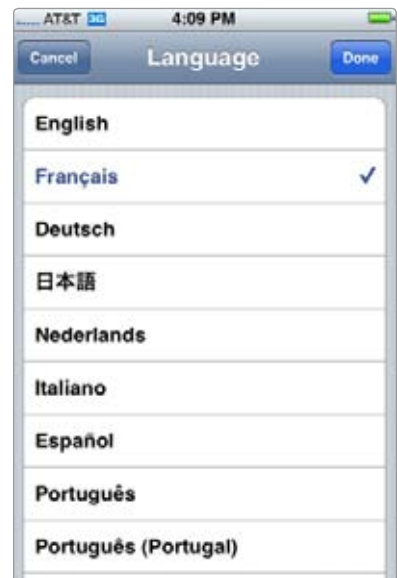 AT&T 3G 4:09 PM
Cancel Language Done
English
Français
Deutsch
日本語
Nederlands
Italiano
Español
Português
Português (Portugal)